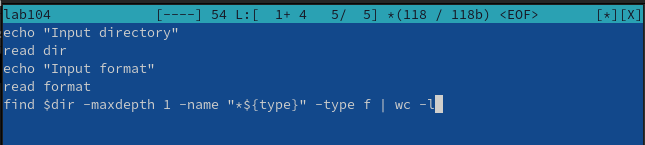 lab104 [----] 54 L:[ 1+ 4 5/ 5] *(118 / 118b) <EOF> [*][X]
echo "Input directory"
read dir
echo "Input format"
read format
find $dir -maxdepth 1 -name "*${type}" -type f | wc -l